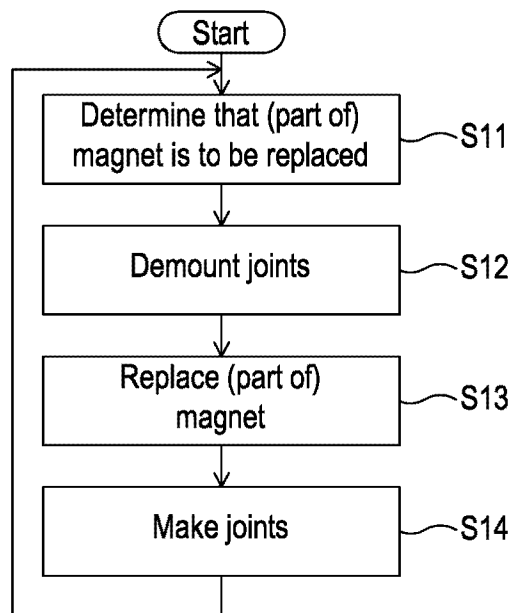 Start
Determine that (part of)
magnet is to be replaced
S11
Demount joints
S12
Replace (part of)
magnet
S13
Make joints
S14